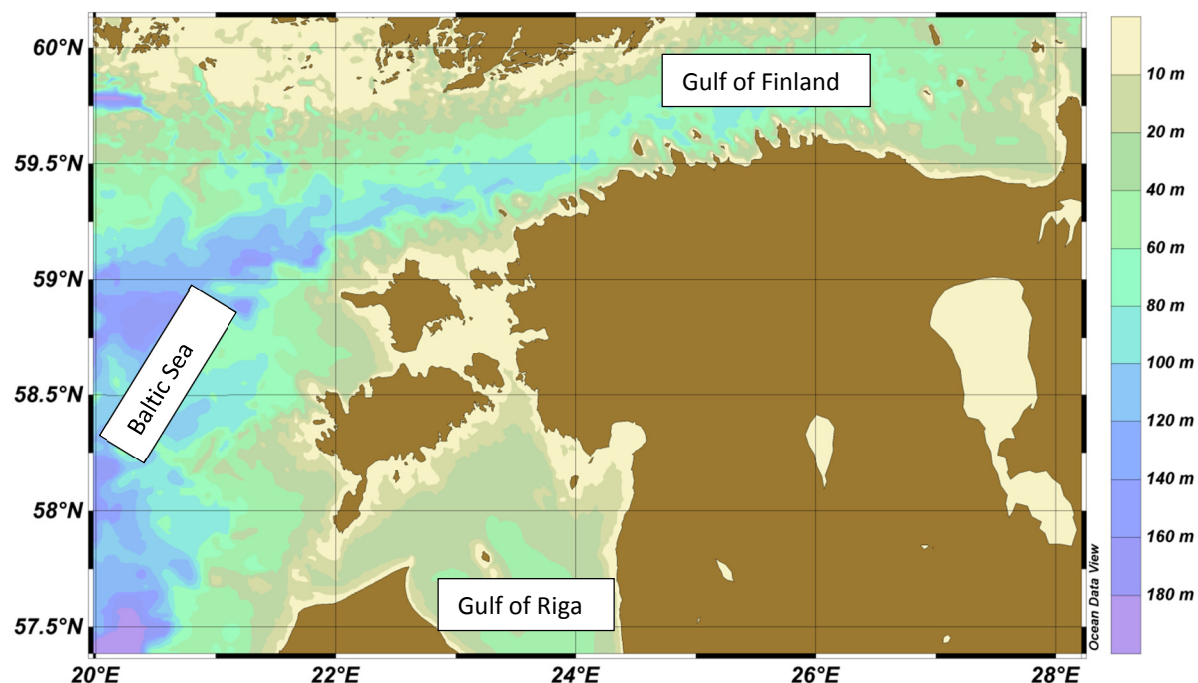 60°N
59.5°N
59°N
58.5°N
58°N
57.5°N
20°E
22°E
24°E
26°E
28°E
Gulf of Finland
Baltic Sea
Gulf of Riga
Ocean Data View
10 m
20 m
40 m
60 m
80 m
100 m
120 m
140 m
160 m
180 m